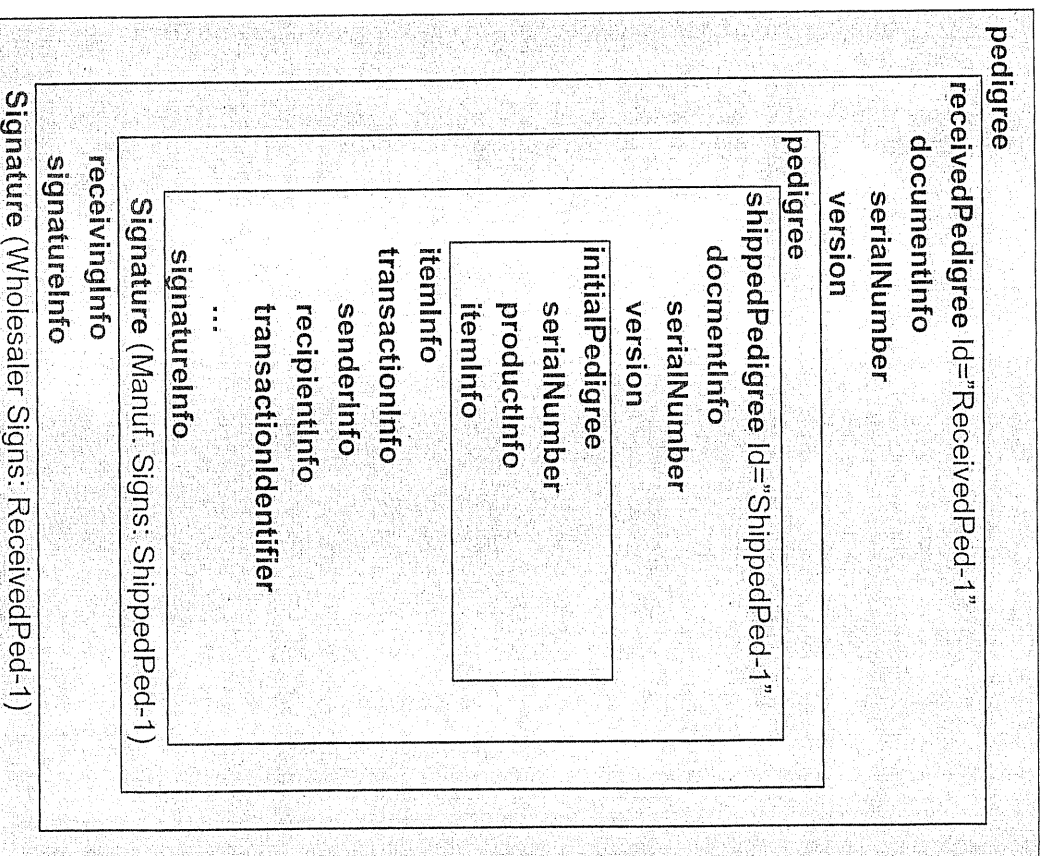 pedigree
receivedPedigree Id="ReceivedPed-1"
documentInfo
serialNumber
version
pedigree
shippedPedigree Id="ShippedPed-1"
docmentInfo
serialNumber
version
initialPedigree
serialNumber
productInfo
itemInfo
itemInfo
transactionInfo
senderInfo
recipientInfo
transactionIdentifier
...
signatureInfo
Signature (Manuf. Signs:: ShippedPed-1)
receivingInfo
signatureInfo
Signature (Wholesaler Signs:: ReceivedPed-1)